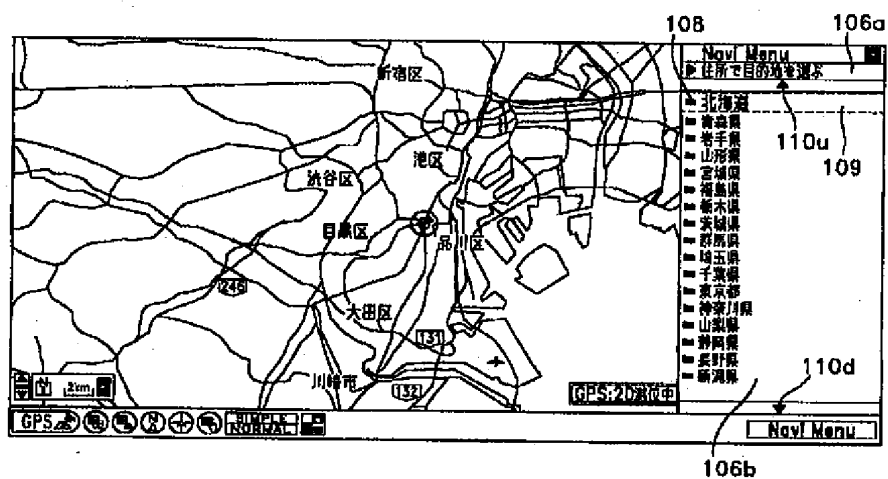 108
106a
Navi Menu
住所で目的地を選ぶ
北海道
110u
109
青森県
岩手県
山形県
宮城県
福島県
栃木県
茨城県
群馬県
埼玉県
千葉県
東京都
神奈川県
山梨県
静岡県
長野県
新潟県
110d
106b
新宿区
港区
渋谷区
目黒区
品川区
246
大田区
131
川崎市
132
2km
GPS:2D測位中
GPS
N
SIMPLE
NORMAL
Navi Menu